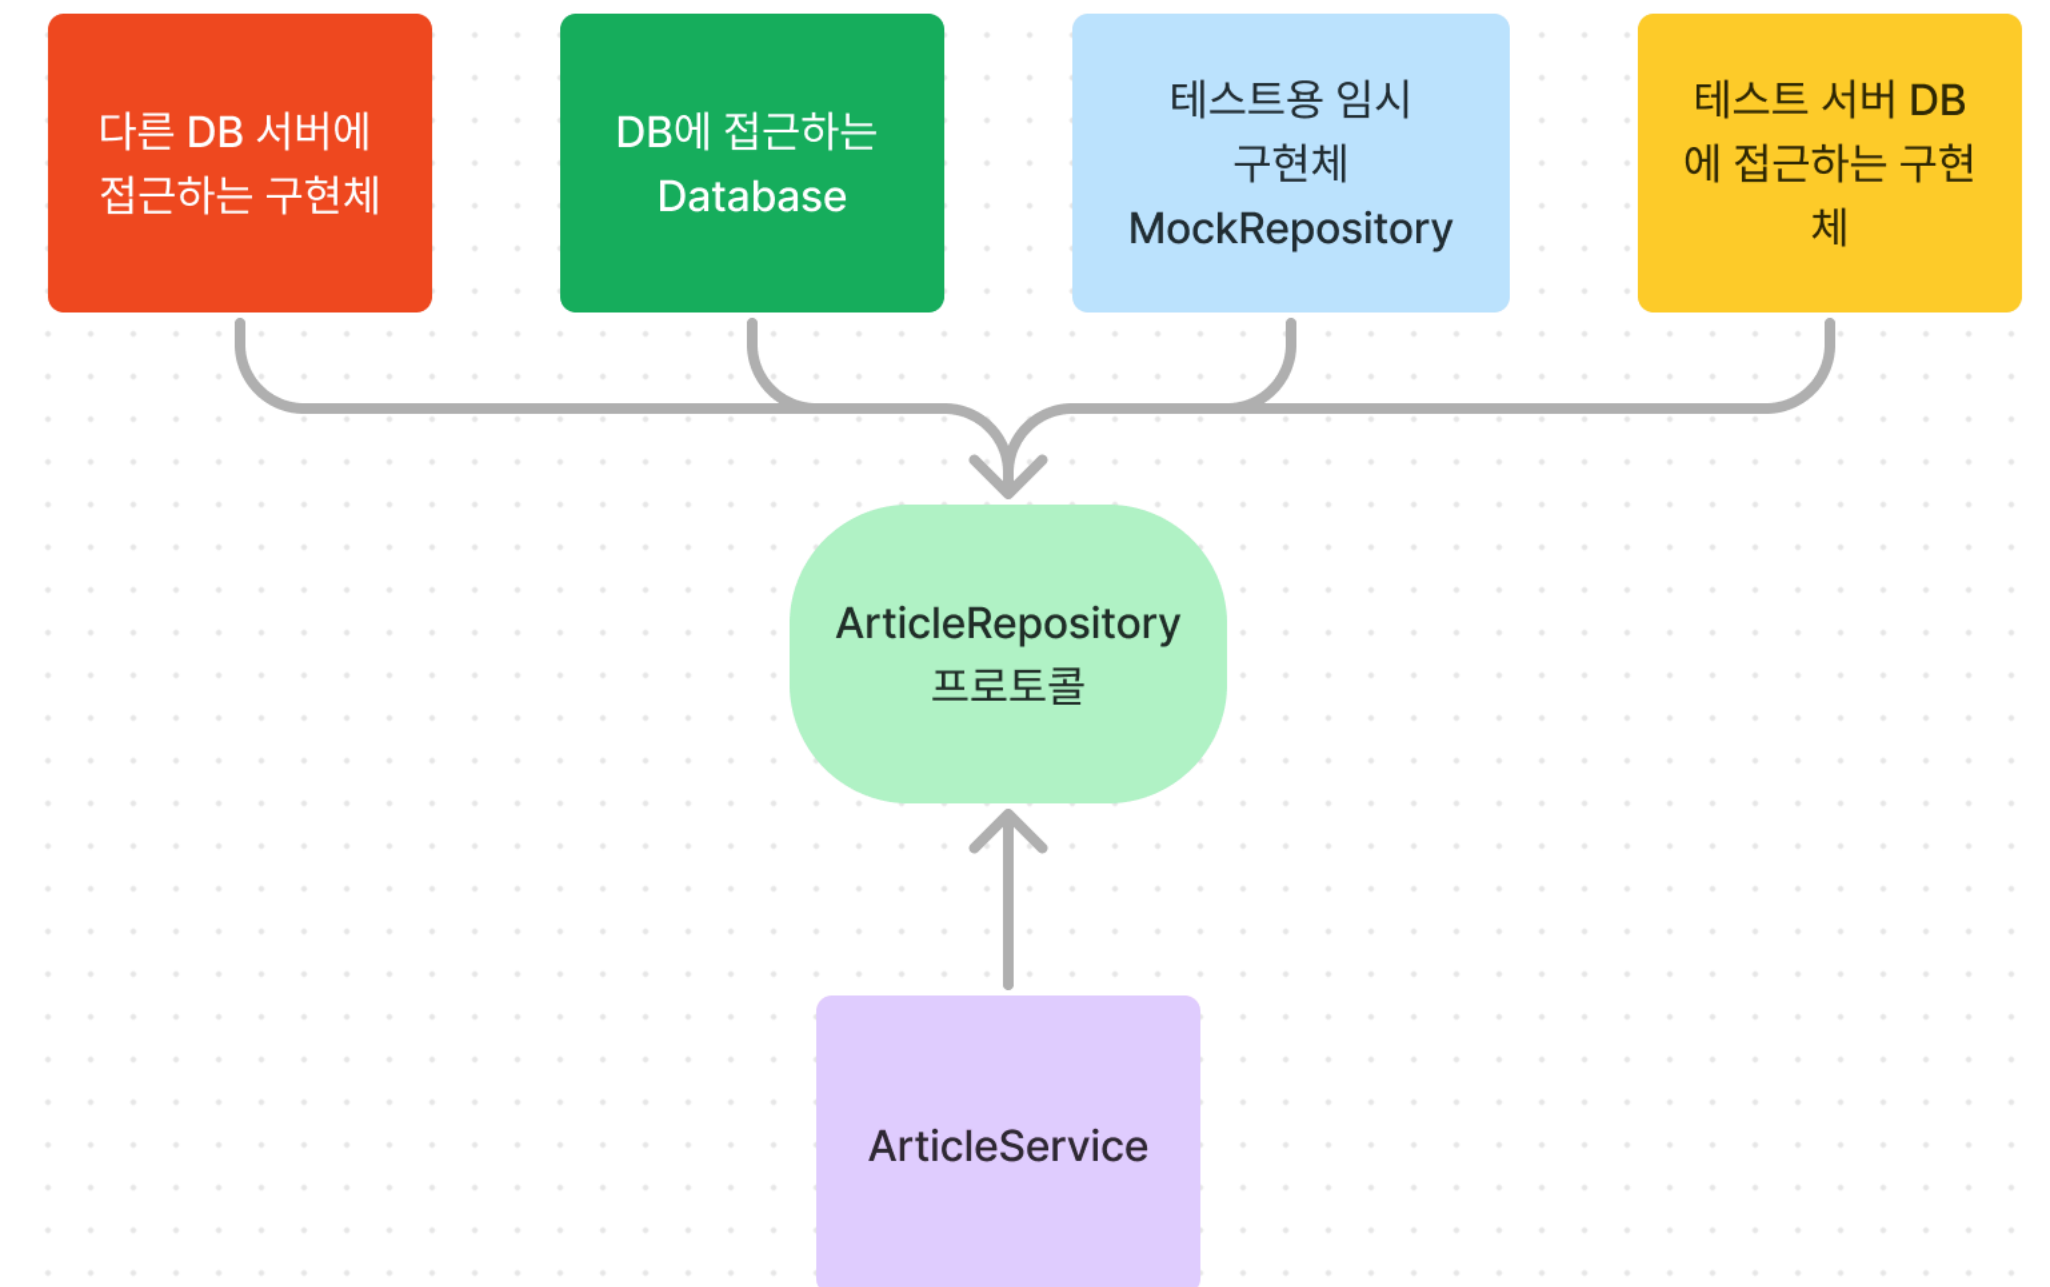 다른 DB 서버에
접근하는 구현체
DB에 접근하는
Database
테스트용 임시
구현체
MockRepository
테스트 서버 DB
에 접근하는 구현
체
ArticleRepository
프로토콜
ArticleService